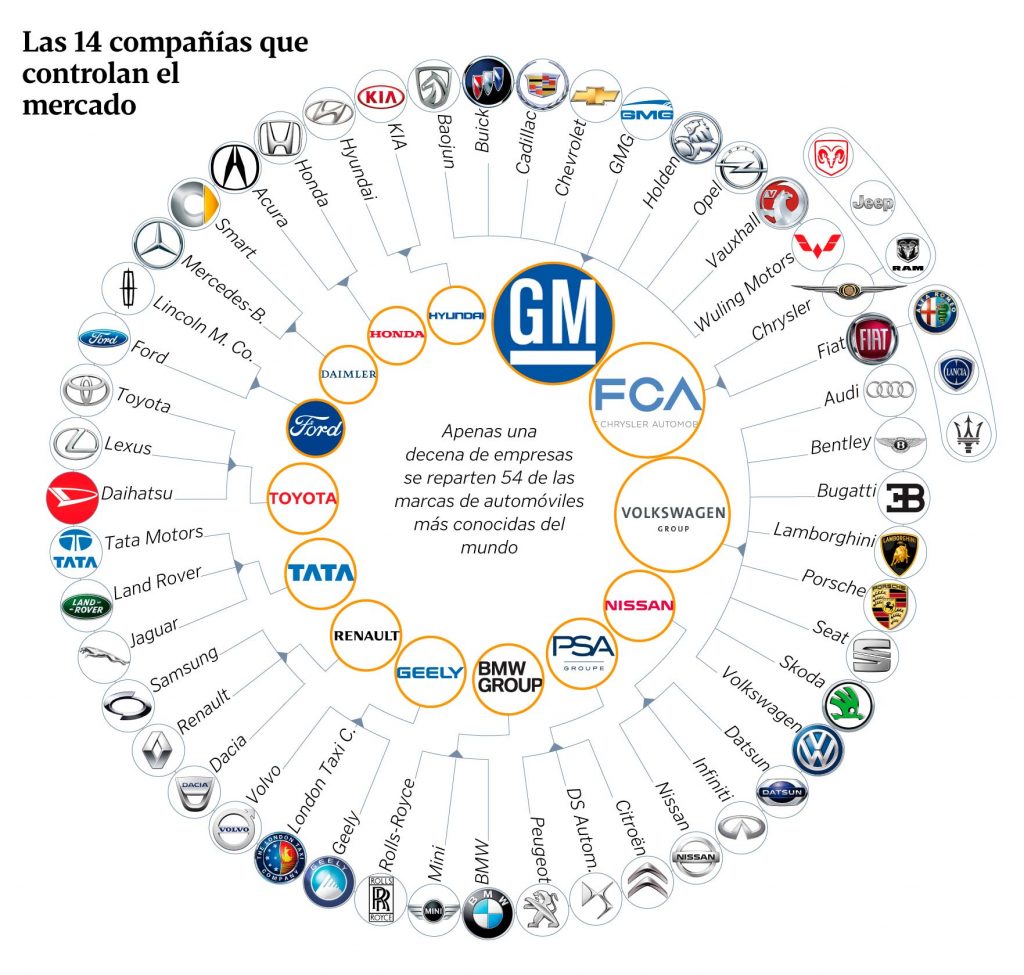 Las 14 compañías que
controlan el
mercado
Apenas una
decena de empresas
se reparten 54 de las
marcas de automóviles
más conocidas del
mundo
GM
FCA
CHRYSLER AUTOMOB
VOLKSWAGEN
GROUP
NISSAN
PSA
GROUPE
BMW
GROUP
GEELY
RENAULT
TATA
TOYOTA
Ford
DAIMLER
HONDA
HYUNDAI
Baojun
Buick
Cadillac
Chevrolet
GMC
GMG
Holden
OPEL
Opel
Vauxhall
Wuling Motors
Chrysler
Jeep
RAM
FIAT
Fiat
ALFA ROMEO
LANCIA
Audi
Bentley
Bugatti
LAMBORGHINI
Lamborghini
PORSCHE
Porsche
Seat
Skoda
Volkswagen
DATSUN
Datsun
Infiniti
NISSAN
Nissan
Citroën
DS Autom.
Peugeot
BMW
BMW
MINI
Mini
ROLLS
ROYCE
Rolls-Royce
GEELY
Geely
THE LONDON TAXI
COMPANY
London Taxi C.
VOLVO
Volvo
DACIA
Dacia
Renault
Samsung
Jaguar
LAND-
ROVER
Land Rover
TATA
Tata Motors
Daihatsu
Lexus
Toyota
Ford
Ford
Lincoln M. Co.
Mercedes-B.
Smart
Acura
Honda
Hyundai
KIA
KIA